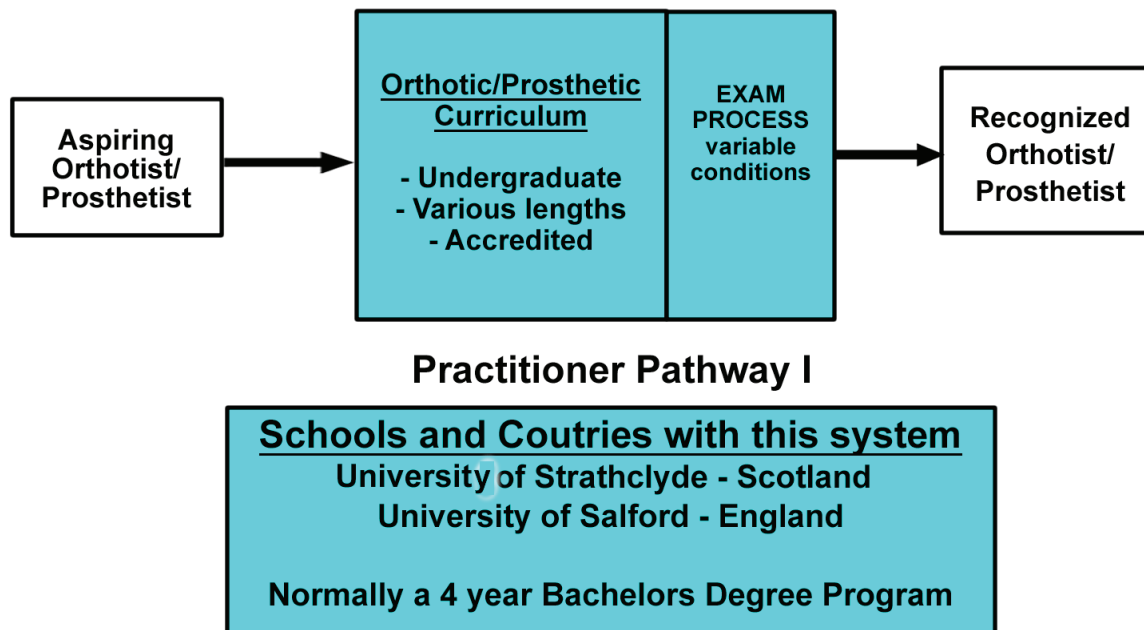 Aspiring
Orthotist/
Prosthetist
Orthotic/Prosthetic
Curriculum
- Undergraduate
- Various lengths
- Accredited
EXAM
PROCESS
variable
conditions
Recognized
Orthotist/
Prosthetist
Practitioner Pathway I
Schools and Coutries with this system
University of Strathclyde - Scotland
University of Salford - England
Normally a 4 year Bachelors Degree Program